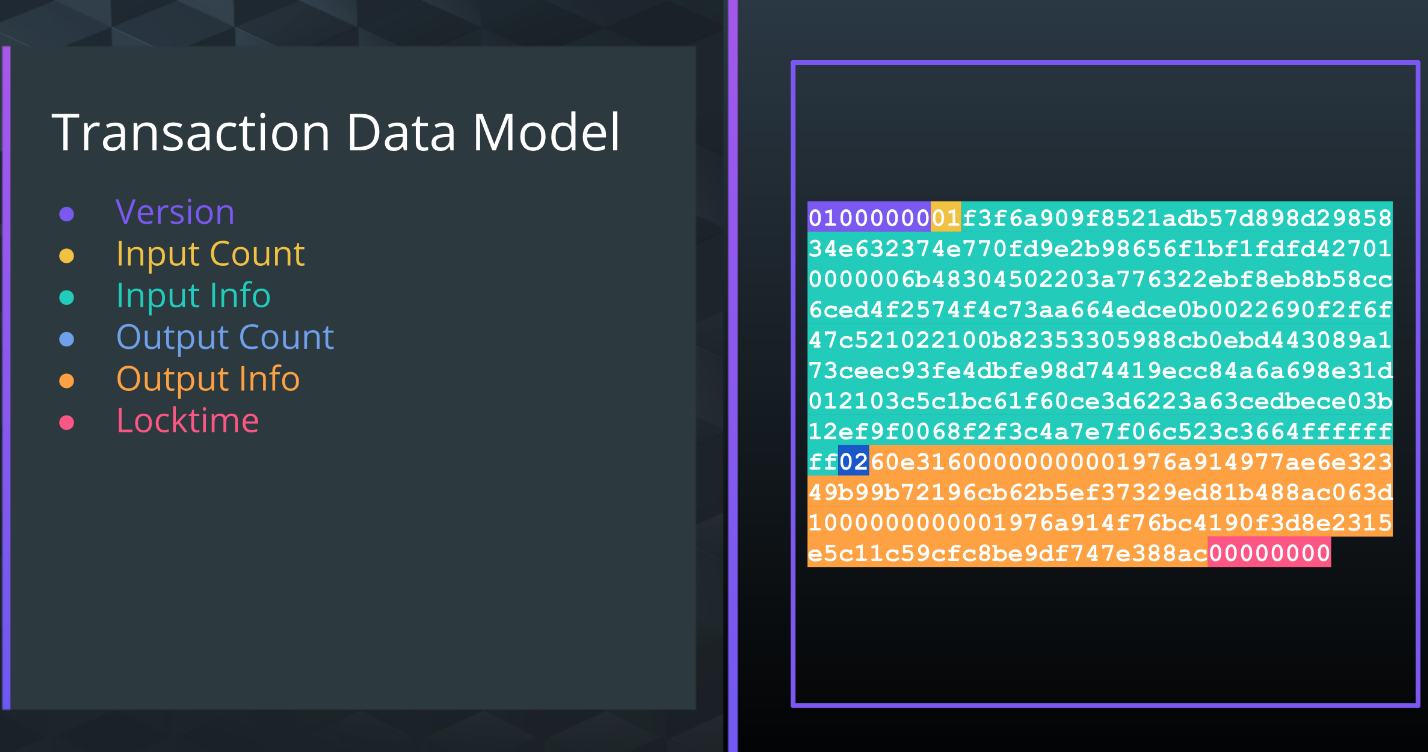 Transaction Data Model
● Version
● Input Count
● Input Info
● Output Count
● Output Info
● Locktime
0100000001f3f6a909f8521adb57d898d29858
34e632374e770fd9e2b98656f1bf1fdfd42701
0000006b48304502203a776322ebf8eb8b58cc
6ced4f2574f4c73aa664edce0b0022690f2f6f
47c521022100b82353305988cb0ebd443089a1
73ceec93fe4dbfe98d74419ecc84a6a698e31d
012103c5c1bc61f60ce3d6223a63cedbece03b
12ef9f0068f2f3c4a7e7f06c523c3664ffffff
ff0260e31600000000001976a914977ae6e323
49b99b72196cb62b5ef37329ed81b488ac063d
1000000000001976a914f76bc4190f3d8e2315
e5c11c59cfc8be9df747e388ac00000000